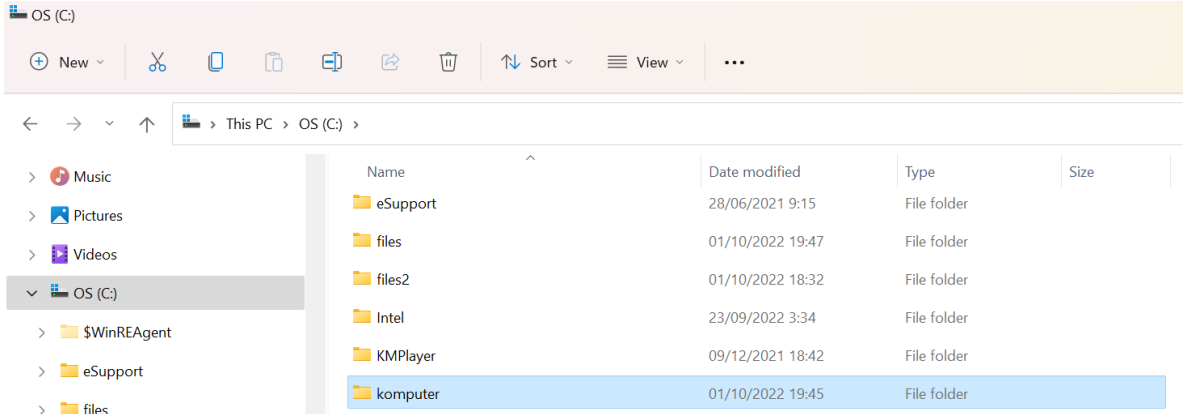 OS (C:)
New Sort View
This PC > OS (C:) >
Music
Pictures
Videos
OS (C:)
$WinREAgent
eSupport
files
Name Date modified Type Size
eSupport 28/06/2021 9:15 File folder
files 01/10/2022 19:47 File folder
files2 01/10/2022 18:32 File folder
Intel 23/09/2022 3:34 File folder
KMPlayer 09/12/2021 18:42 File folder
komputer 01/10/2022 19:45 File folder